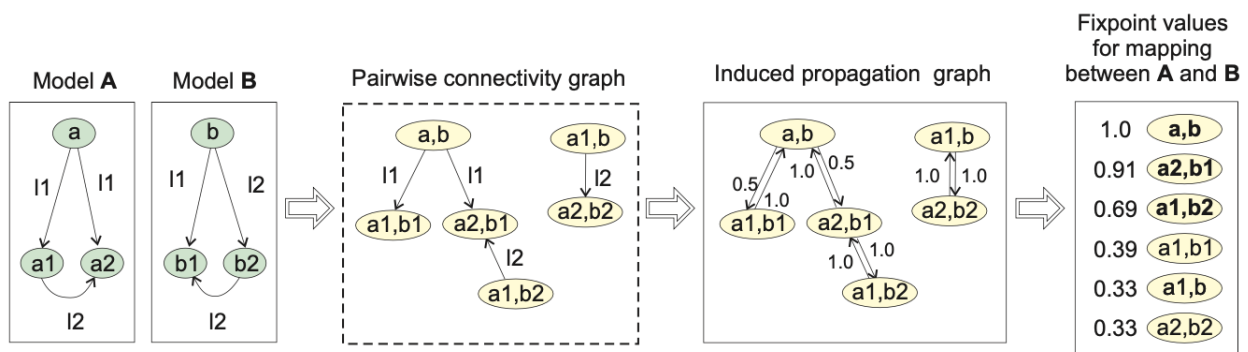 Model A
a
l1
l1
a1
a2
l2
Model B
b
l1
l2
b1
b2
l2
Pairwise connectivity graph
a,b
a1,b
l1
l1
l2
a1,b1
a2,b1
a2,b2
l2
a1,b2
Induced propagation graph
a,b
a1,b
0.5
1.0
1.0
0.5
1.0
1.0
a1,b1
a2,b1
a2,b2
1.0
1.0
a1,b2
Fixpoint values
for mapping
between A and B
1.0 a,b
0.91 a2,b1
0.69 a1,b2
0.39 a1,b1
0.33 a1,b
0.33 a2,b2